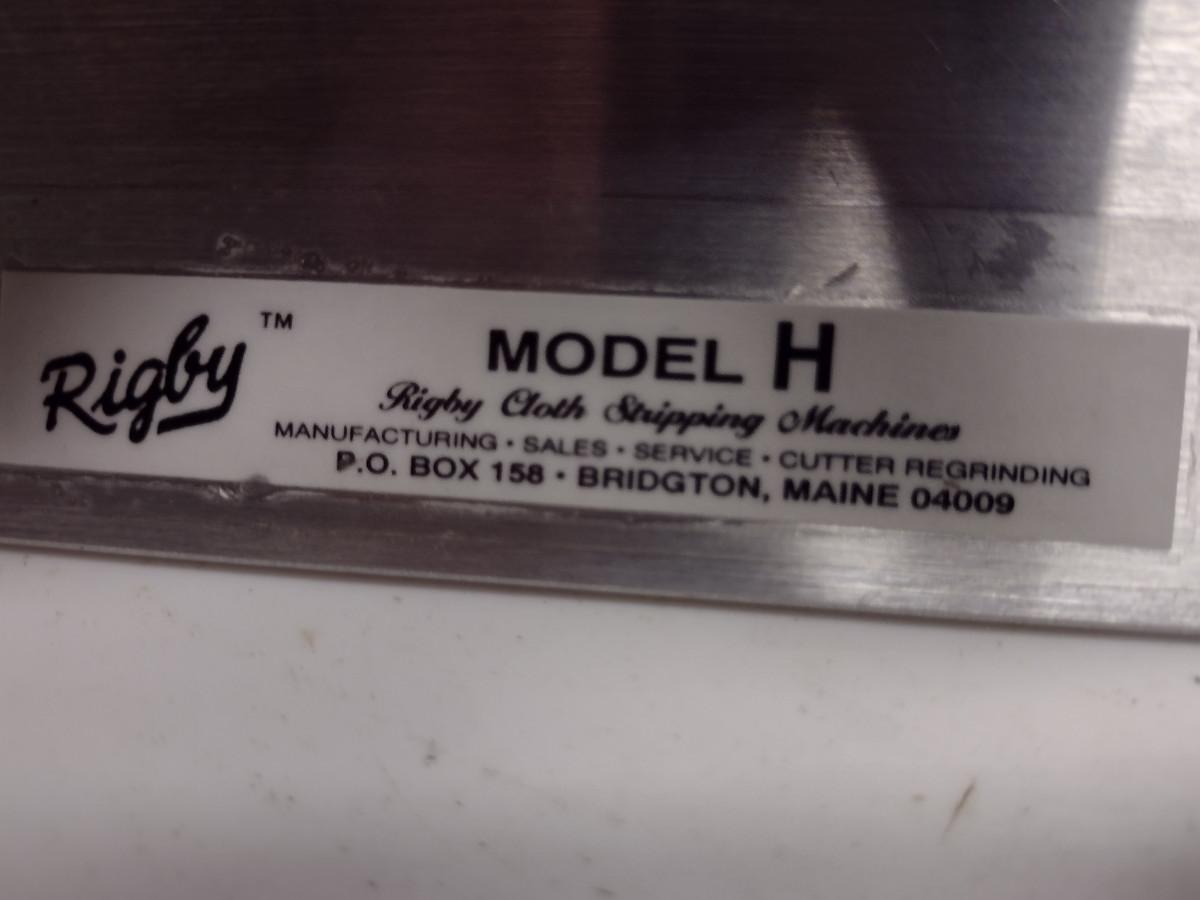 Rigby™
MODEL H
Rigby Cloth Stripping Machines
MANUFACTURING • SALES • SERVICE • CUTTER REGRINDING
P.O. BOX 158 • BRIDGTON, MAINE 04009